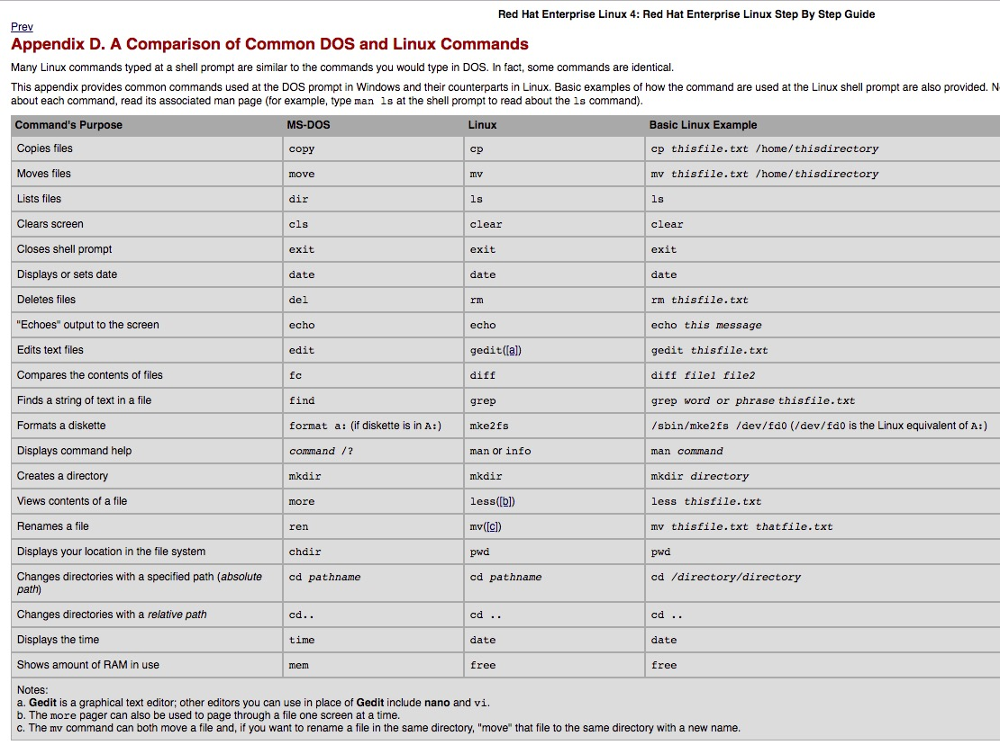 Red Hat Enterprise Linux 4: Red Hat Enterprise Linux Step By Step Guide
Prev
Appendix D. A Comparison of Common DOS and Linux Commands
Many Linux commands typed at a shell prompt are similar to the commands you would type in DOS. In fact, some commands are identical.
This appendix provides common commands used at the DOS prompt in Windows and their counterparts in Linux. Basic examples of how the command are used at the Linux shell prompt are also provided.
about each command, read its associated man page (for example, type man ls at the shell prompt to read about the ls command).
Command's Purpose MS-DOS Linux Basic Linux Example
Copies files copy cp cp thisfile.txt /home/thisdirectory
Moves files move mv mv thisfile.txt /home/thisdirectory
Lists files dir ls ls
Clears screen cls clear clear
Closes shell prompt exit exit exit
Displays or sets date date date date
Deletes files del rm rm thisfile.txt
"Echoes" output to the screen echo echo echo this message
Edits text files edit gedit([a]) gedit thisfile.txt
Compares the contents of files fc diff diff file1 file2
Finds a string of text in a file find grep grep word or phrase thisfile.txt
Formats a diskette format a: (if diskette is in A:) mke2fs /sbin/mke2fs /dev/fd0 (/dev/fd0 is the Linux equivalent of A:)
Displays command help command /? man or info man command
Creates a directory mkdir mkdir mkdir directory
Views contents of a file more less([b]) less thisfile.txt
Renames a file ren mv([c]) mv thisfile.txt thatfile.txt
Displays your location in the file system chdir pwd pwd
Changes directories with a specified path (absolute cd pathname cd pathname cd /directory/directory
path)
Changes directories with a relative path cd.. cd .. cd ..
Displays the time time date date
Shows amount of RAM in use mem free free
Notes:
a. Gedit is a graphical text editor; other editors you can use in place of Gedit include nano and vi.
b. The more pager can also be used to page through a file one screen at a time.
c. The mv command can both move a file and, if you want to rename a file in the same directory, "move" that file to the same directory with a new name.